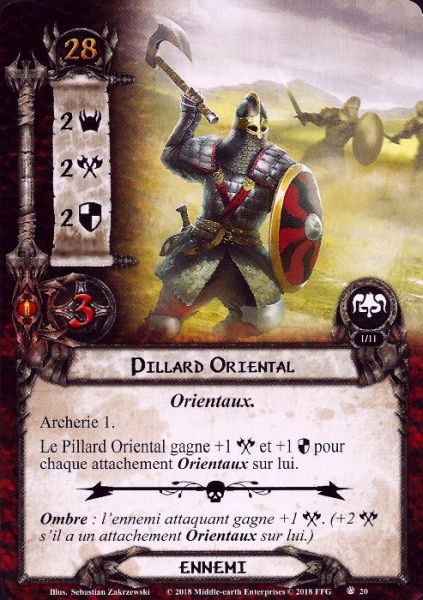 28
2
2
2
3
1/11
Pillard Oriental
Orientaux.
Archerie 1.
Le Pillard Oriental gagne +1 et +1 pour
chaque attachement Orientaux sur lui.
Ombre : l'ennemi attaquant gagne +1 . (+2
s'il a un attachement Orientaux sur lui.)
ENNEMI
Illus. Sebastian Zakrzewski © 2018 Middle-earth Enterprises © 2018 FFG 20